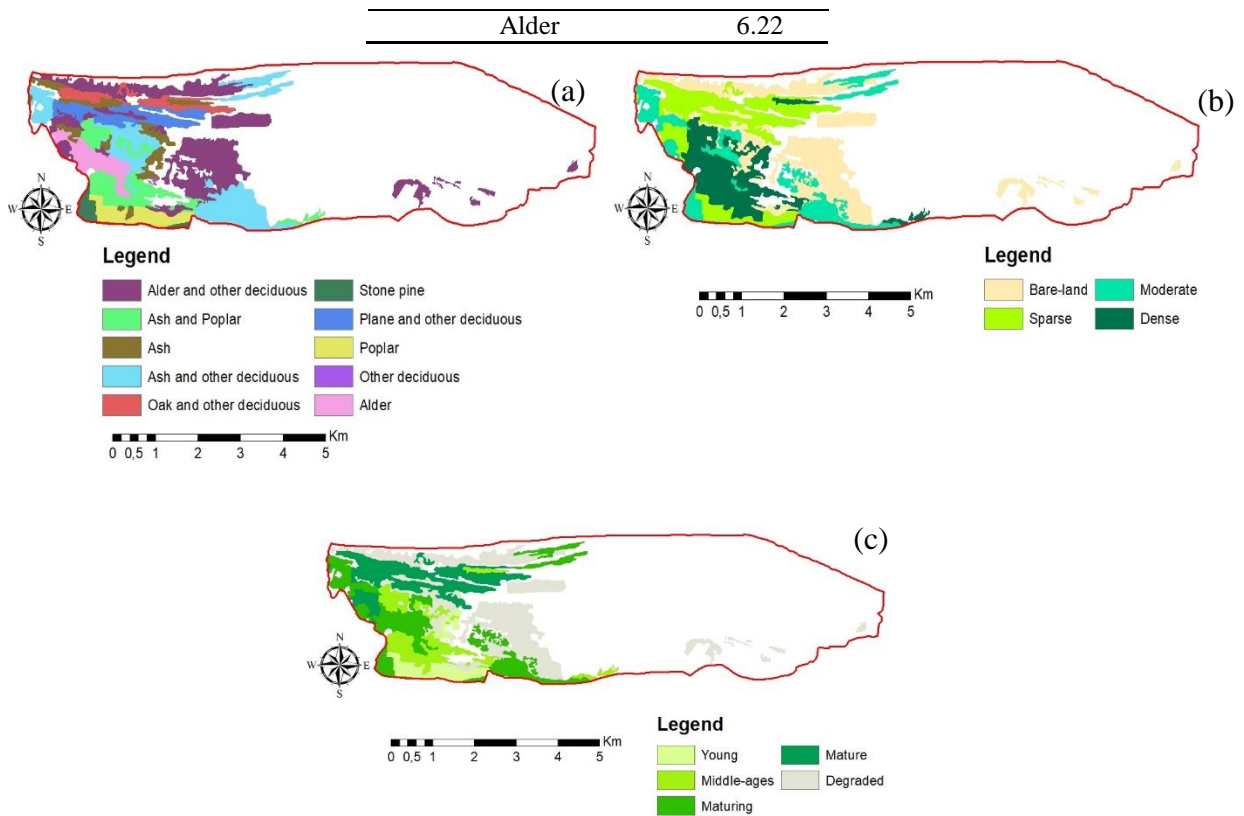 Alder 6.22
(a)
N
W E
S
Legend
Alder and other deciduous
Stone pine
Ash and Poplar
Plane and other deciduous
Ash
Poplar
Ash and other deciduous
Other deciduous
Oak and other deciduous
Alder
Km
0 0,5 1 2 3 4 5
(b)
N
W E
S
Legend
Bare-land
Moderate
Sparse
Dense
Km
0 0,5 1 2 3 4 5
(c)
N
W E
S
Legend
Young
Mature
Middle-ages
Degraded
Maturing
Km
0 0,5 1 2 3 4 5